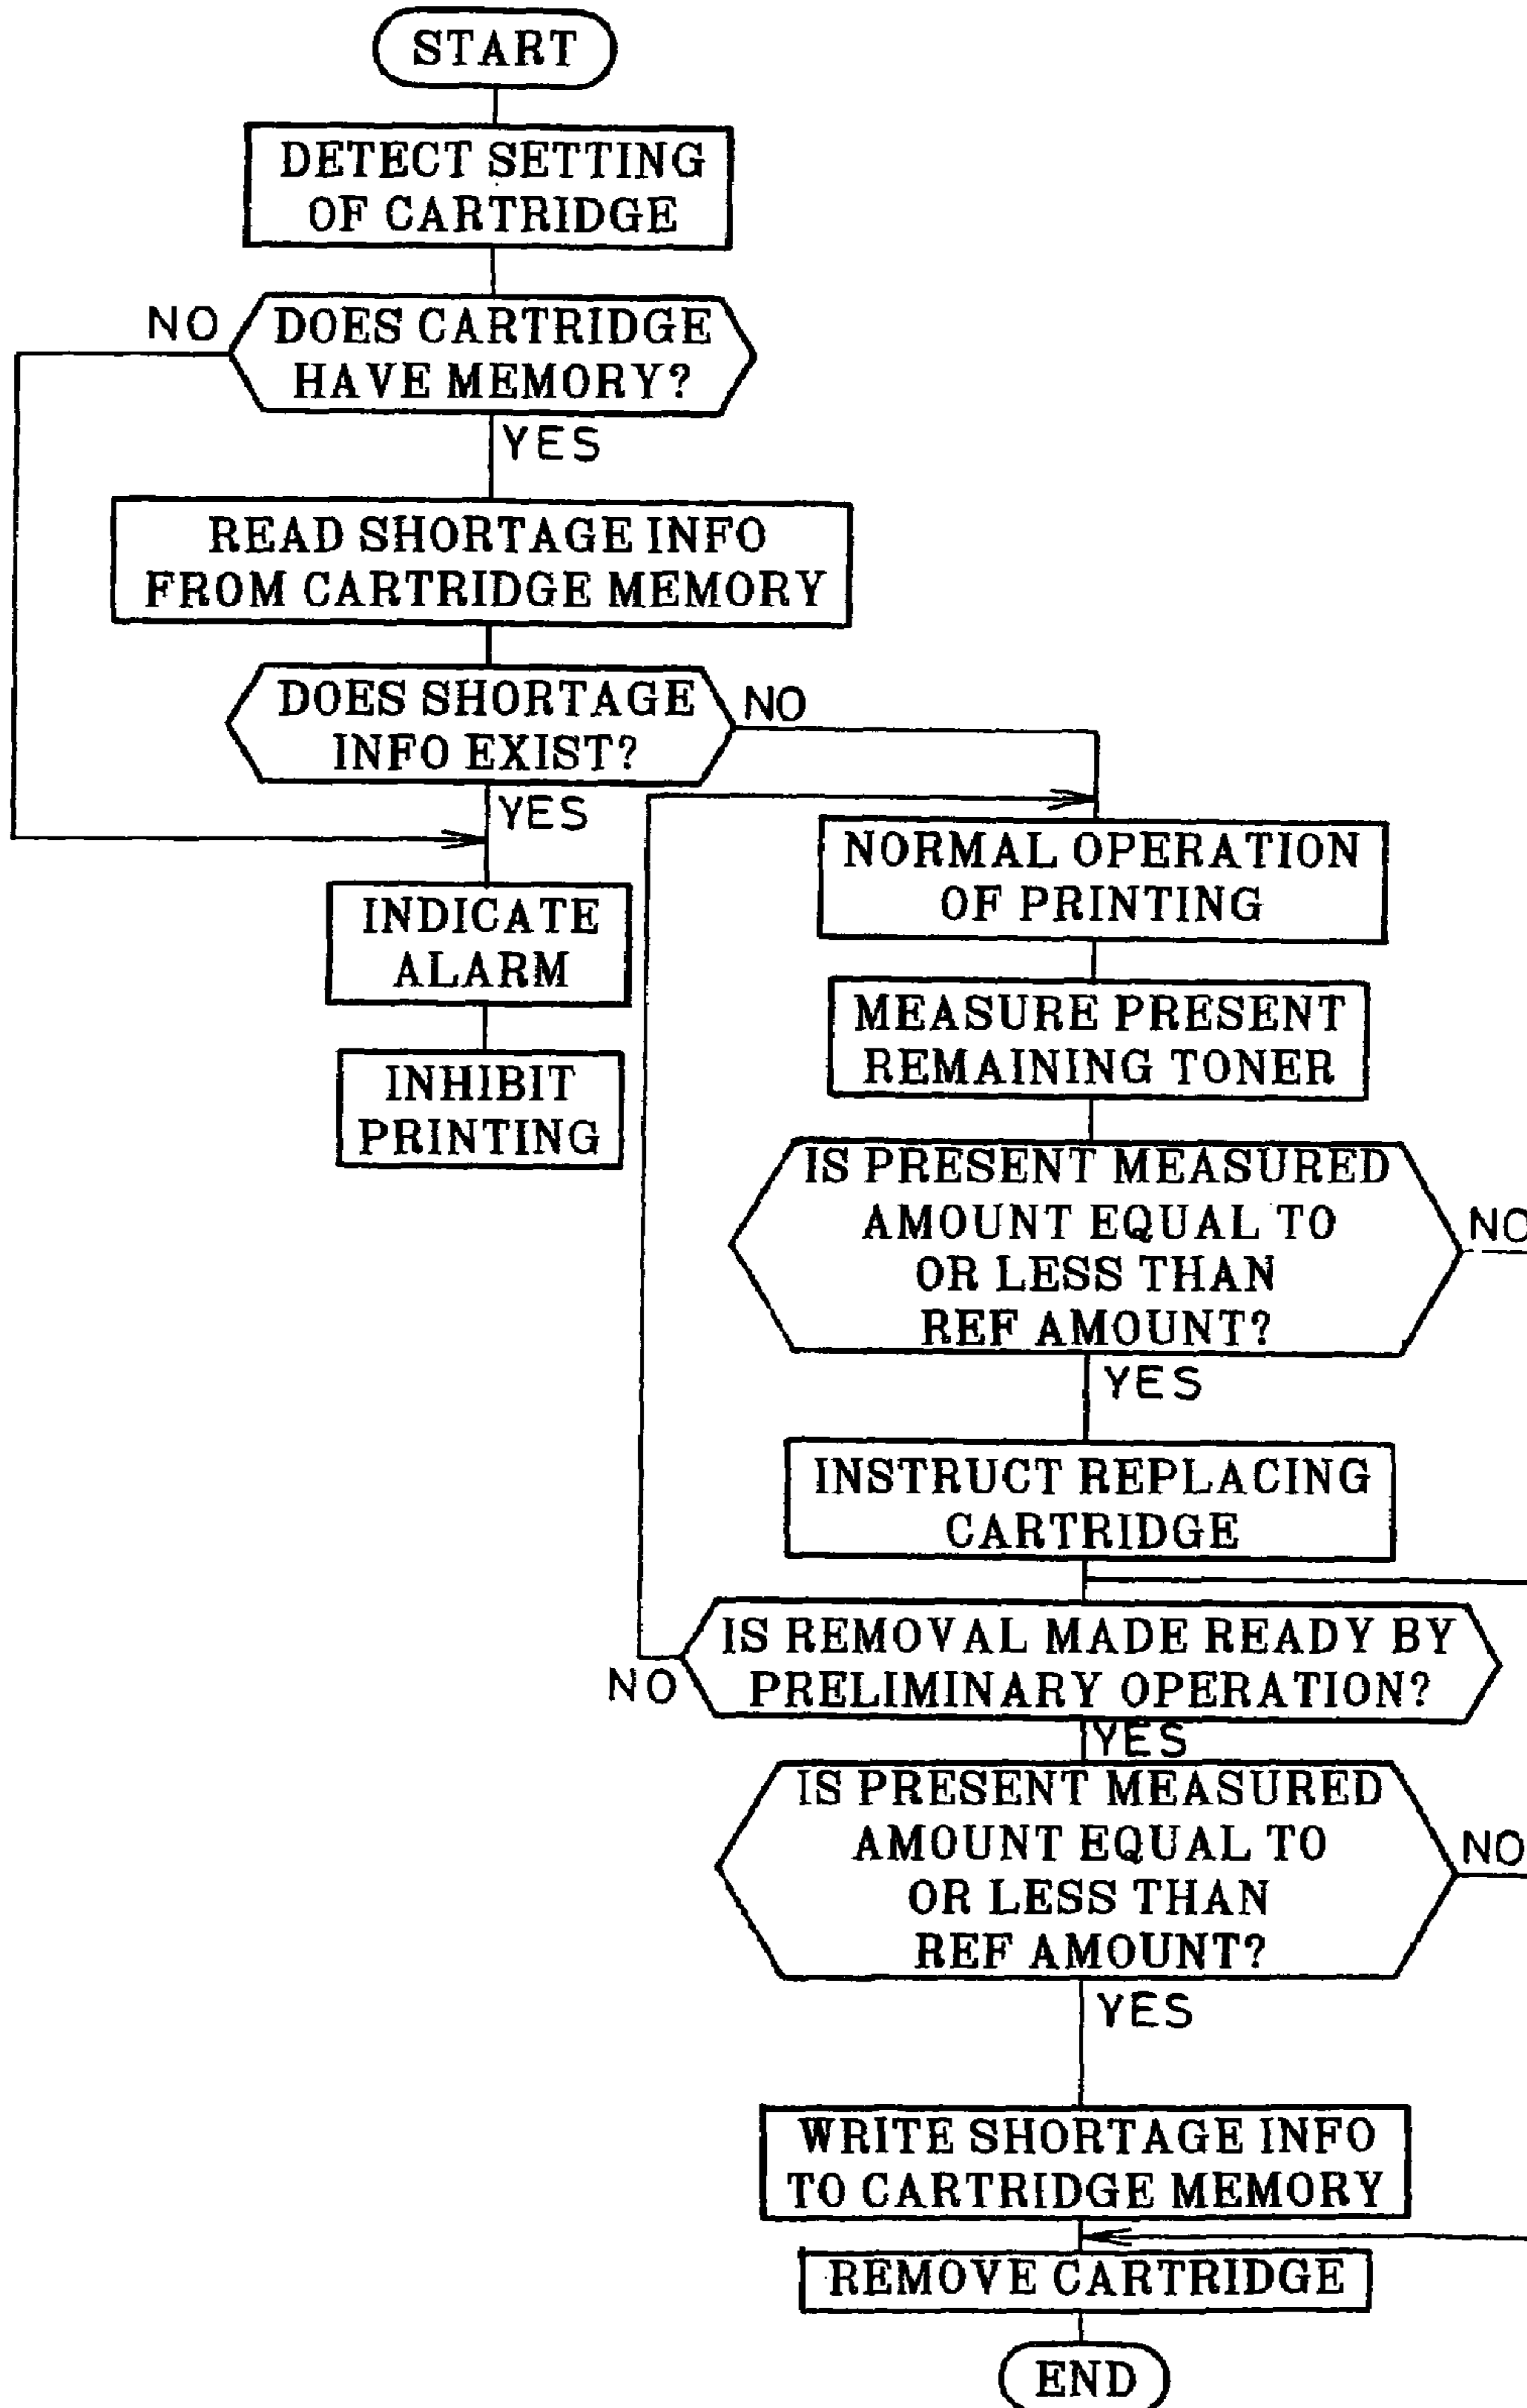 START
DETECT SETTING
OF CARTRIDGE
NO
DOES CARTRIDGE
HAVE MEMORY?
YES
READ SHORTAGE INFO
FROM CARTRIDGE MEMORY
DOES SHORTAGE
INFO EXIST?
NO
YES
INDICATE
ALARM
INHIBIT
PRINTING
NORMAL OPERATION
OF PRINTING
MEASURE PRESENT
REMAINING TONER
IS PRESENT MEASURED
AMOUNT EQUAL TO
OR LESS THAN
REF AMOUNT?
NO
YES
INSTRUCT REPLACING
CARTRIDGE
IS REMOVAL MADE READY BY
PRELIMINARY OPERATION?
NO
YES
IS PRESENT MEASURED
AMOUNT EQUAL TO
OR LESS THAN
REF AMOUNT?
NO
YES
WRITE SHORTAGE INFO
TO CARTRIDGE MEMORY
REMOVE CARTRIDGE
END